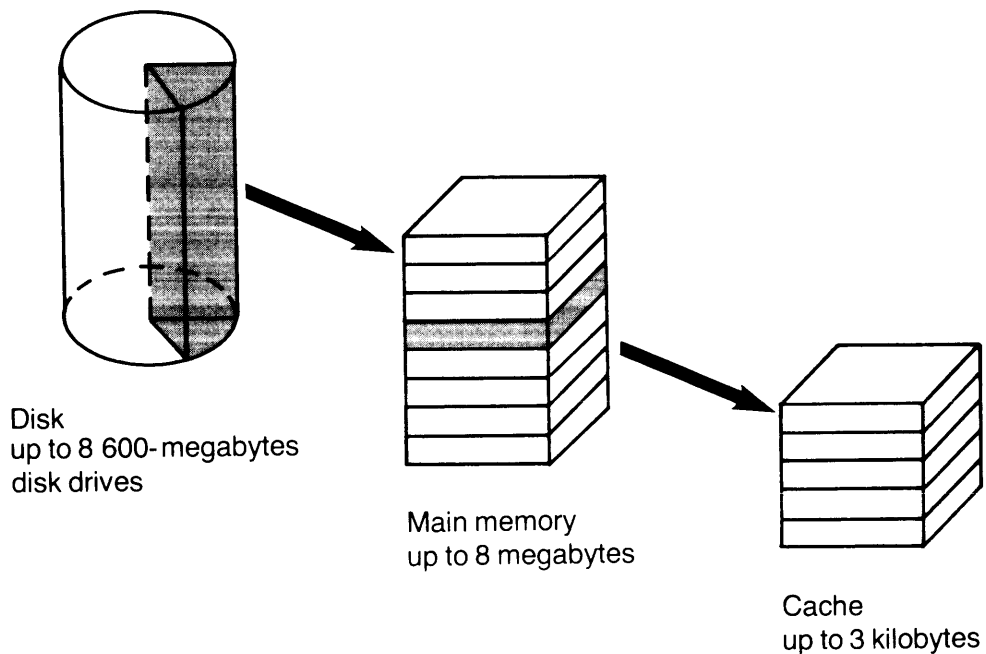 Disk
up to 8 600-megabytes
disk drives
Main memory
up to 8 megabytes
Cache
up to 3 kilobytes